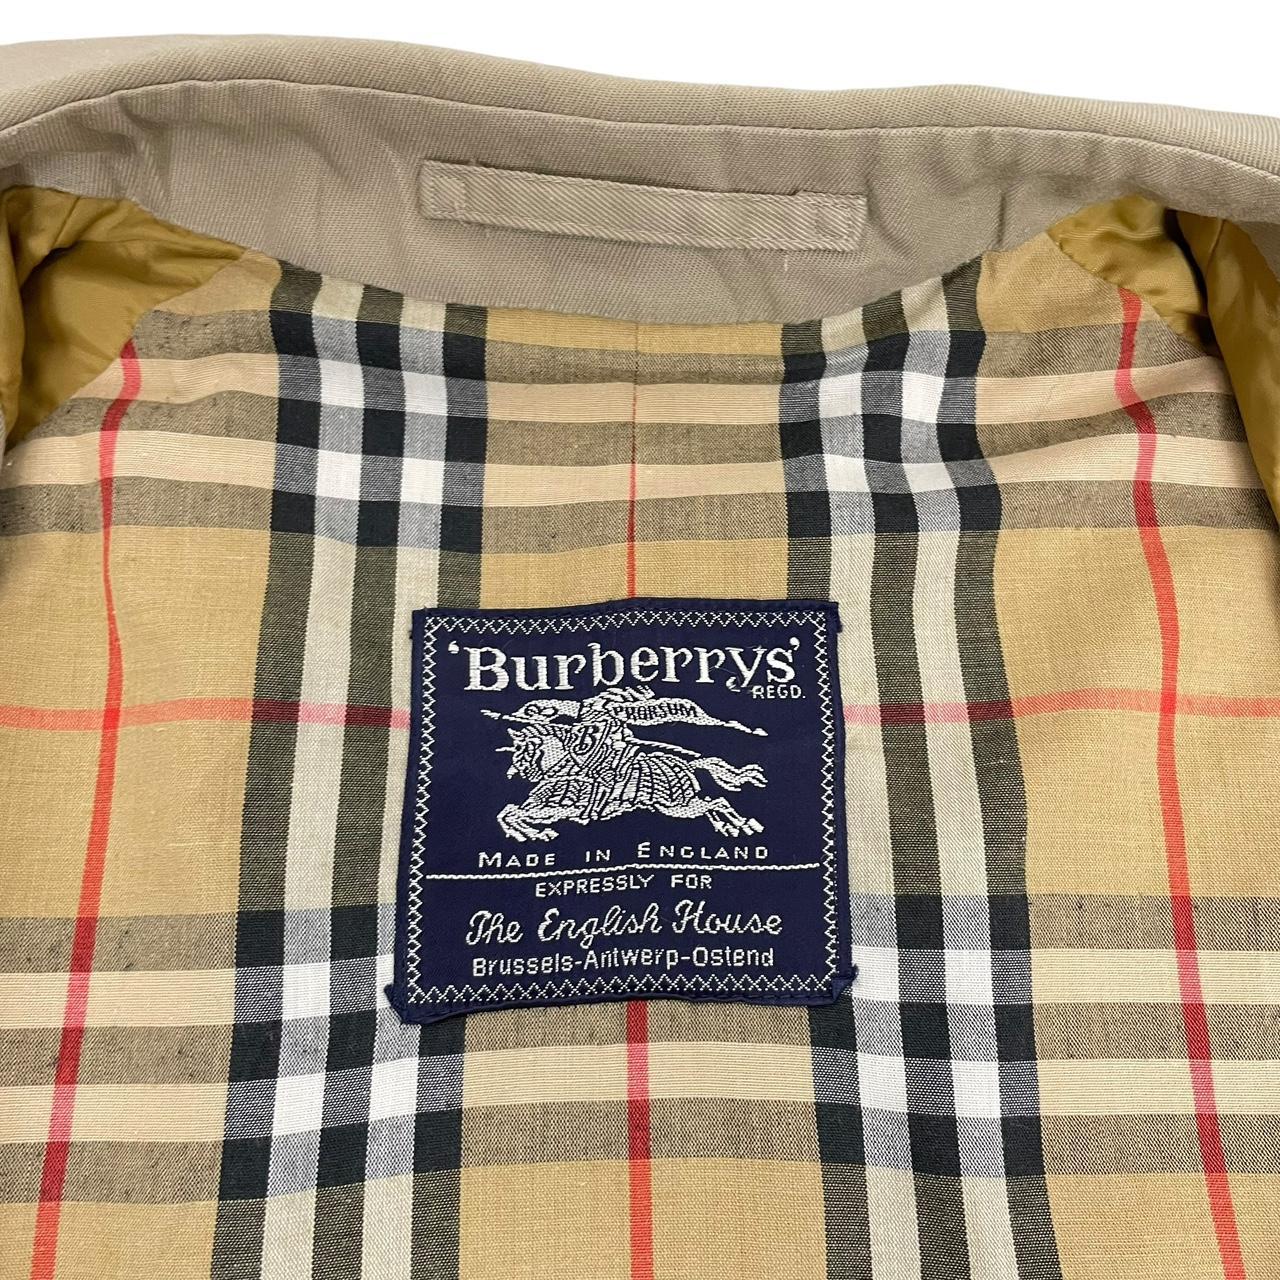 'Burberrys'
REGD.
PRORSUM
B
MADE IN ENGLAND
EXPRESSLY FOR
The English House
Brussels-Antwerp-Ostend